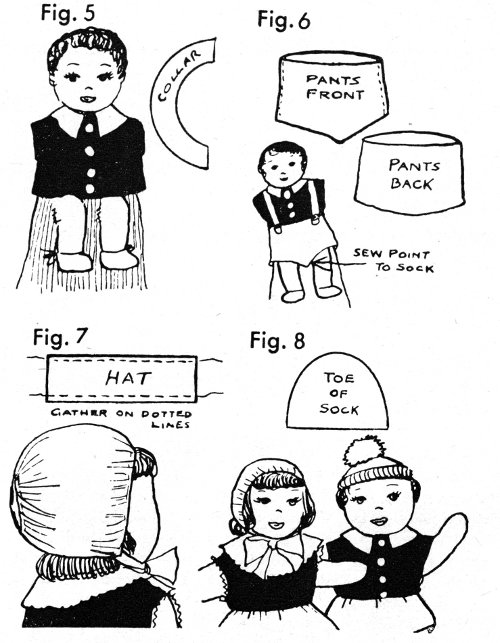 Fig. 5
COLLAR
Fig. 6
PANTS
FRONT
PANTS
BACK
SEW POINT
TO SOCK
Fig. 7
HAT
GATHER ON DOTTED
LINES
Fig. 8
TOE
OF
SOCK